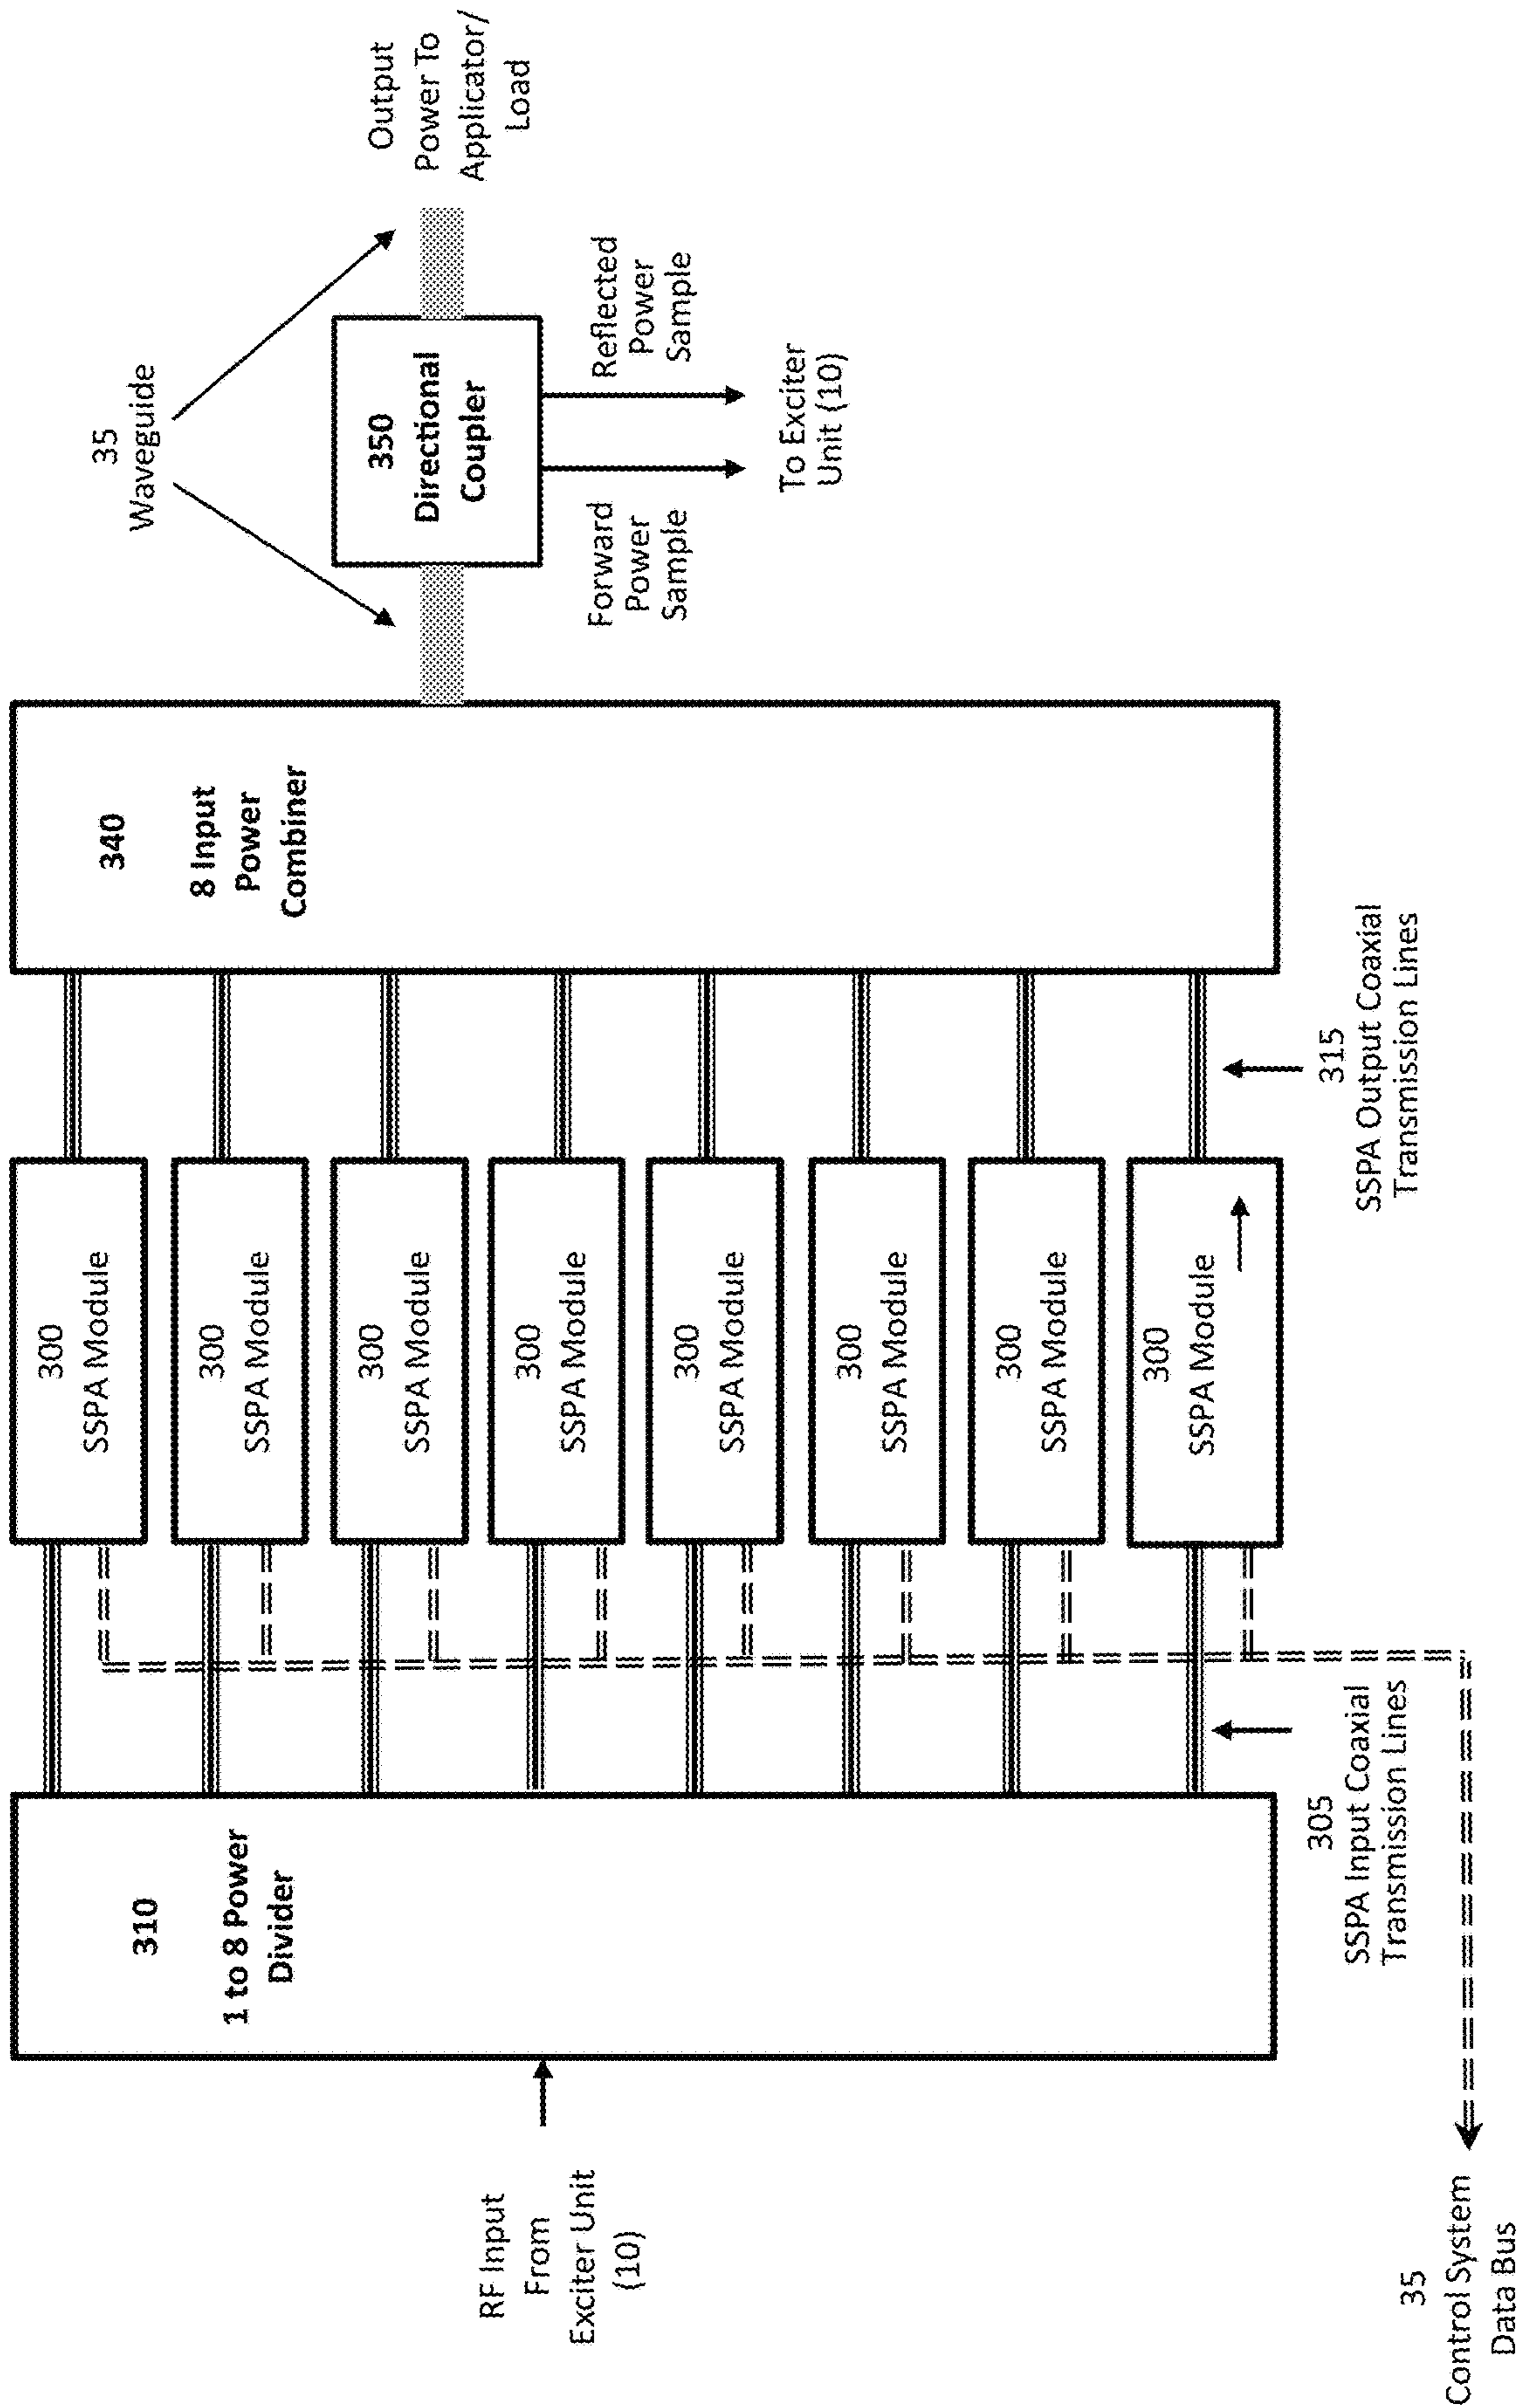 RF Input
From
Exciter Unit
(10)
310
1 to 8 Power
Divider
305
SSPA Input Coaxial
Transmission Lines
35
Control System
Data Bus
300
SSPA Module
300
SSPA Module
300
SSPA Module
300
SSPA Module
300
SSPA Module
300
SSPA Module
300
SSPA Module
300
SSPA Module
315
SSPA Output Coaxial
Transmission Lines
340
8 Input
Power
Combiner
35
Waveguide
350
Directional
Coupler
Forward
Power
Sample
Reflected
Power
Sample
To Exciter
Unit (10)
Output
Power To
Applicator/
Load